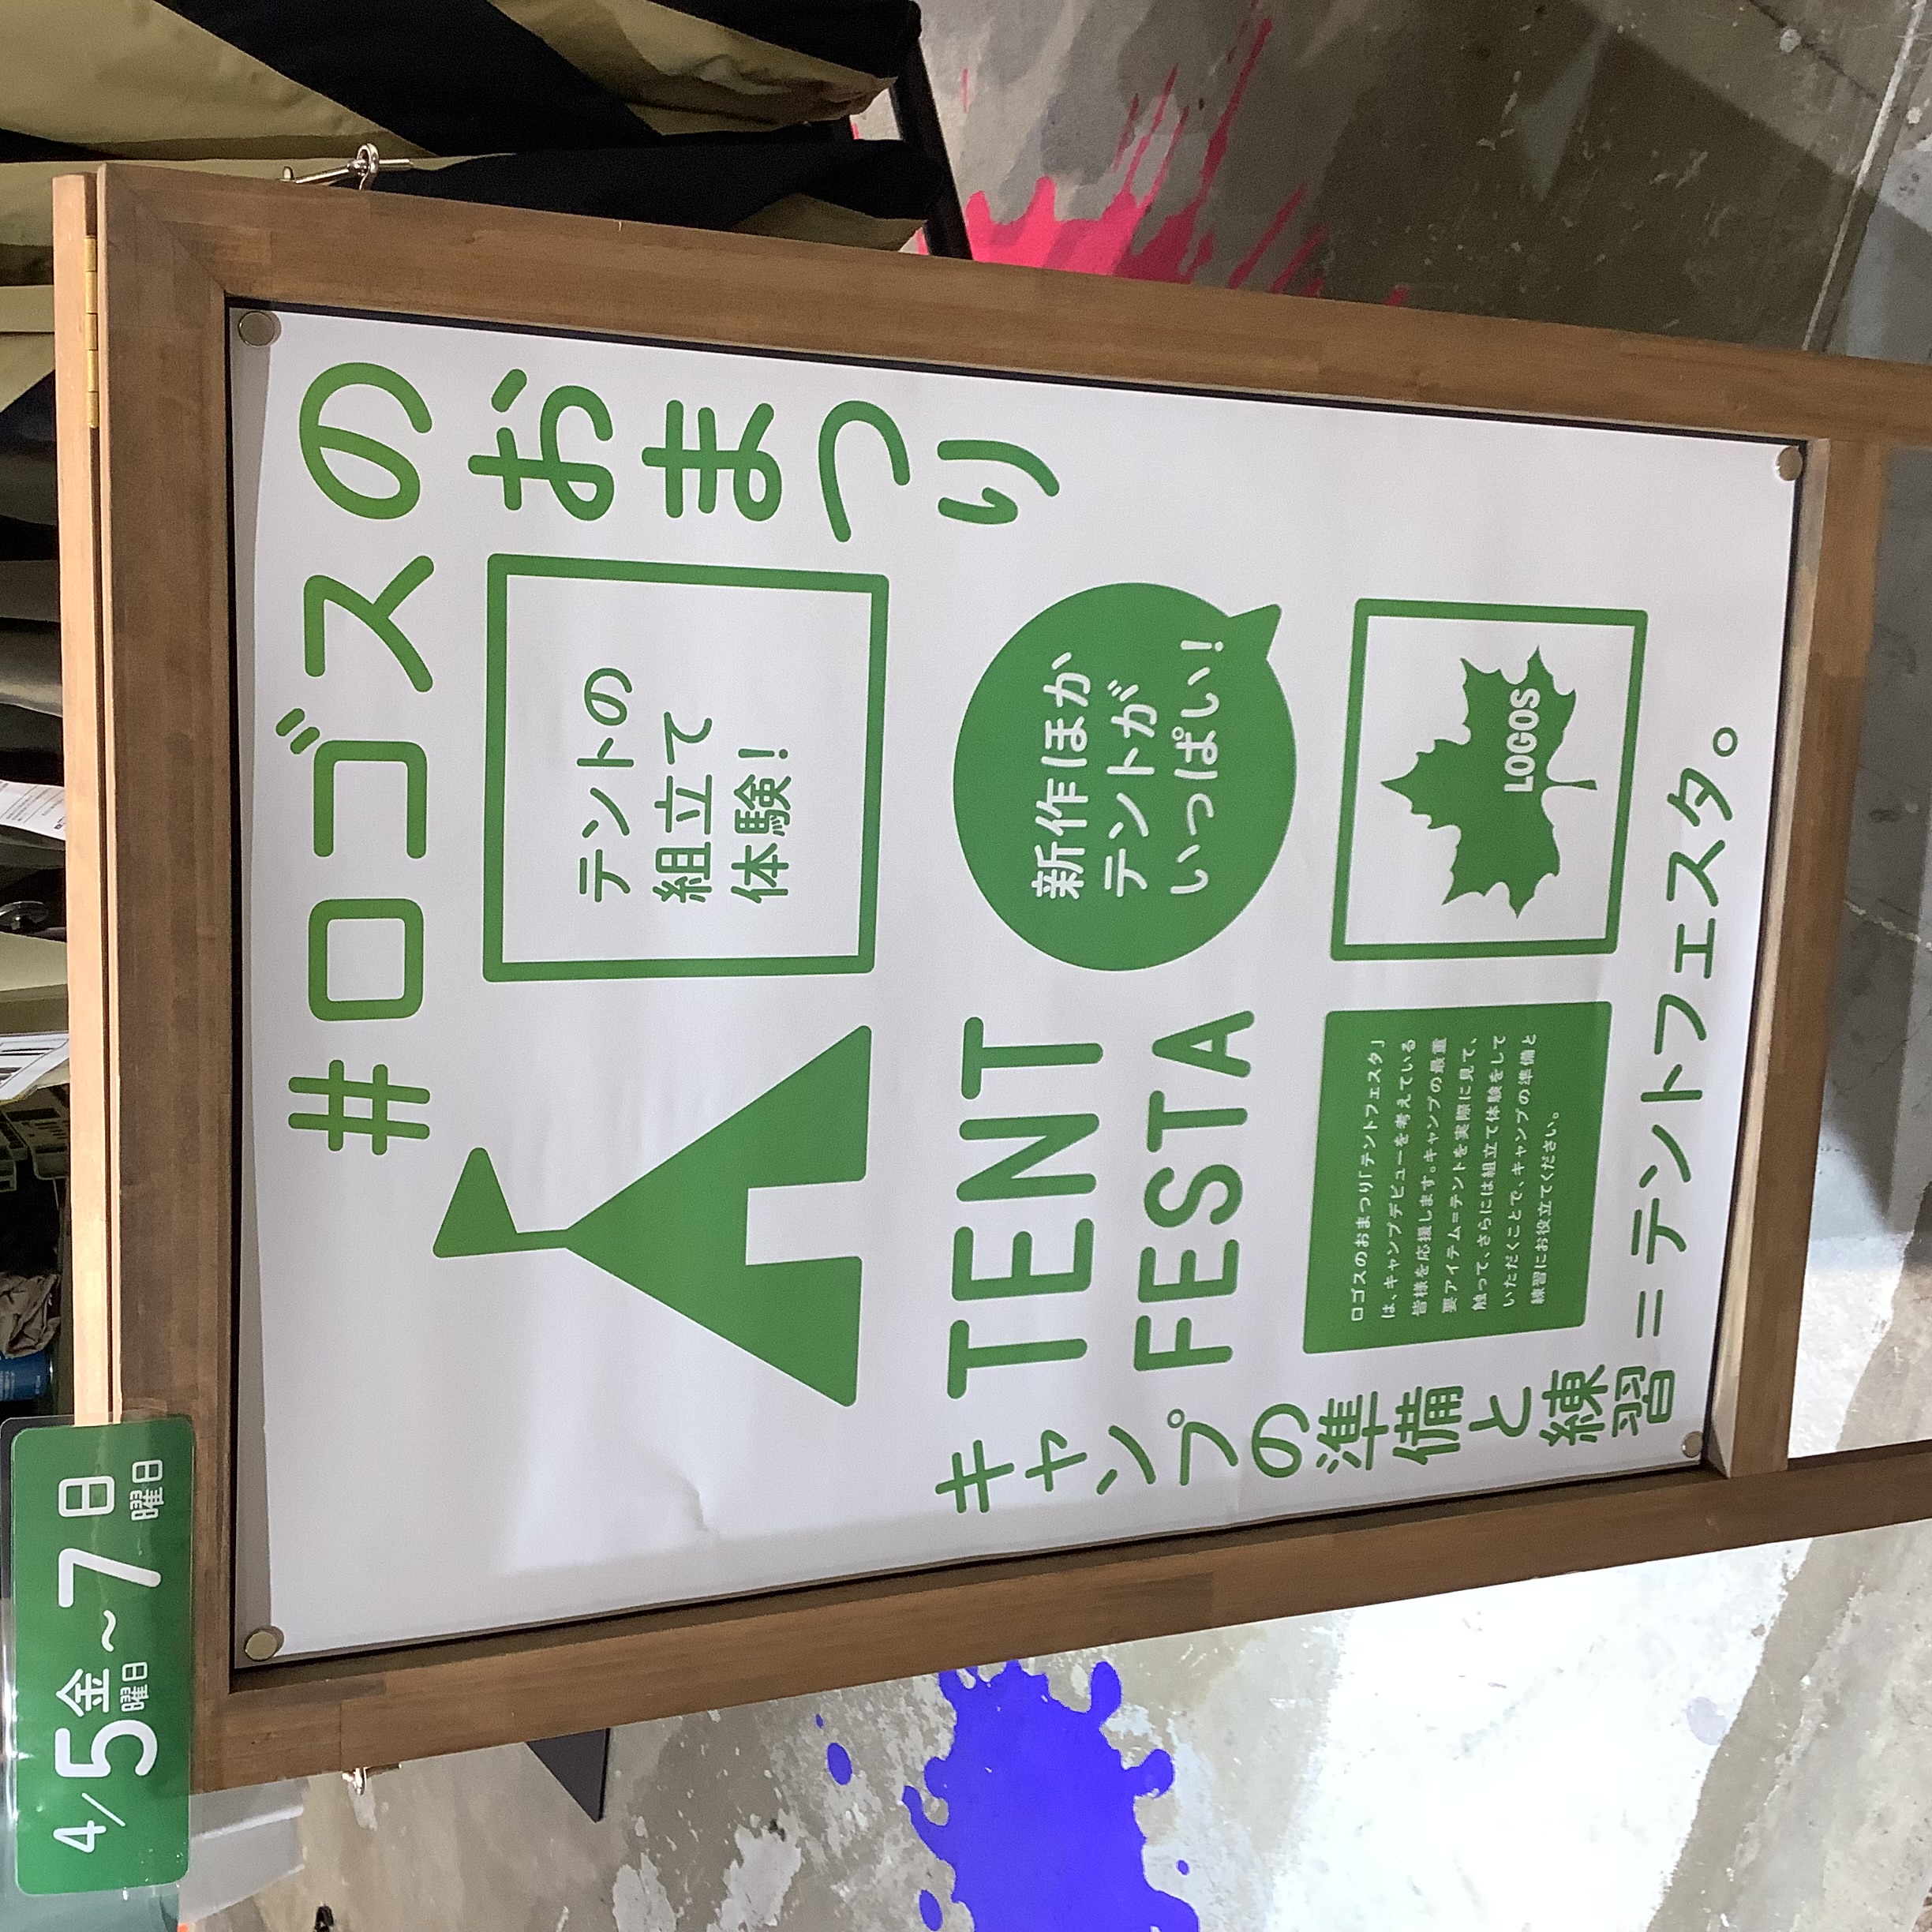 4/5金曜日~7日曜日
#ロゴスのおまつり
テントの
組立て
体験!
TENT
FESTA
新作ほか
テントが
いっぱい!
ロゴスのおまつり「テントフェスタ」
は、キャンプデビューを考えている
皆様を応援します。キャンプの最重
要アイテム=テントを実際に見て、
触って、さらには組立て体験をして
いただくことで、キャンプの準備と
練習にお役立てください。
LOGOS
キャンプの準備と練習=テントフェスタ。